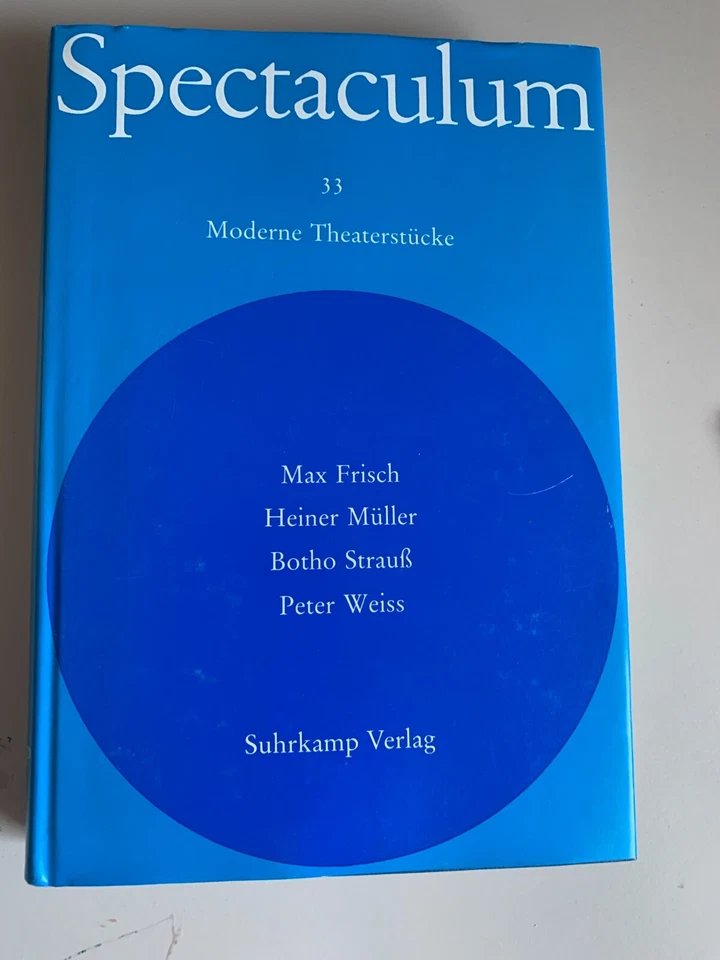 Spectaculum
33
Moderne Theaterstücke
Max Frisch
Heiner Müller
Botho Strauß
Peter Weiss
Suhrkamp Verlag